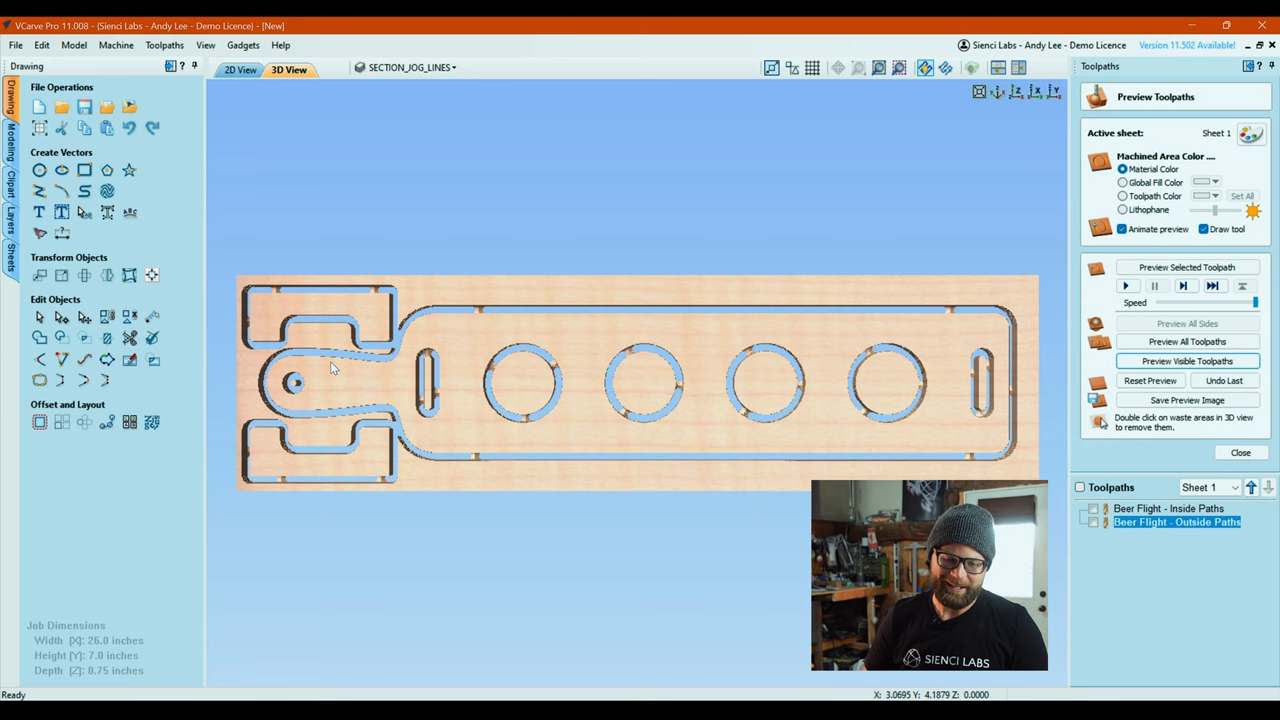 VCarve Pro 11.008 - {Sienci Labs - Andy Lee - Demo Licence} - [New]
File Edit Model Machine Toolpaths View Gadgets Help
Sienci Labs - Andy Lee - Demo Licence Version 11.502 Available!
Drawing
2D View 3D View SECTION_JOG_LINES
Toolpaths
Drawing
Modeling
Clipart
Layers
Sheets
File Operations
Create Vectors
Transform Objects
Edit Objects
Offset and Layout
Job Dimensions
Width [X]: 26.0 inches
Height [Y]: 7.0 inches
Depth [Z]: 0.75 inches
Ready
X: 3.0695 Y: 4.1879 Z: 0.0000
Preview Toolpaths
Active sheet: Sheet 1
Machined Area Color ....
Material Color
Global Fill Color
Toolpath Color Set All
Lithophane
Animate preview Draw tool
Preview Selected Toolpath
Speed
Preview All Sides
Preview All Toolpaths
Preview Visible Toolpaths
Reset Preview Undo Last
Save Preview Image
Double click on waste areas in 3D view
to remove them.
Close
Toolpaths Sheet 1
Beer Flight - Inside Paths
Beer Flight - Outside Paths
SIENCI LABS